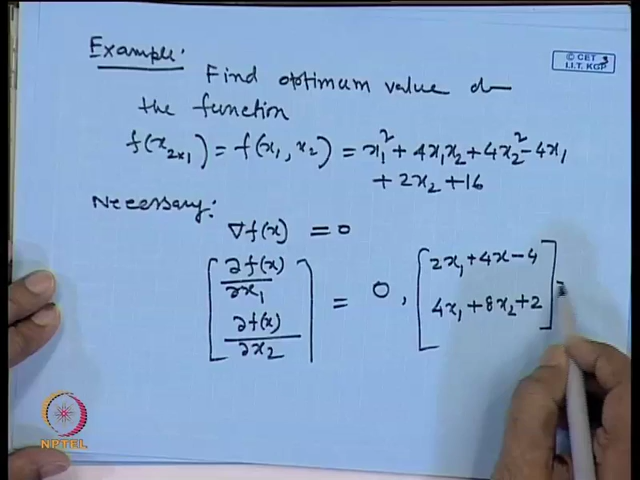 Example:
© CET
I.I.T. KGP
Find optimum value of
the function
f(x₂ₓ₁) = f(x₁, x₂) = x₁² + 4x₁x₂ + 4x₂² - 4x₁
+ 2x₂ + 16
Necessary:
∇f(x) = 0
[∂f(x)/∂x₁ ∂f(x)/∂x₂] = 0, [2x₁ + 4x - 4
4x₁ + 8x₂ + 2] =
NPTEL